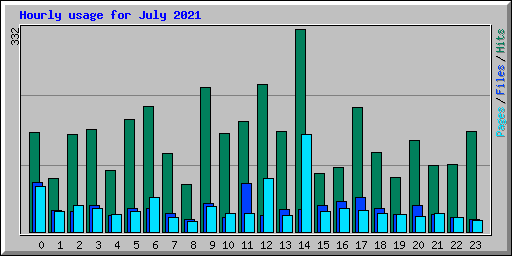 Hourly usage for July 2021
332
Pages/Files/Hits
0 1 2 3 4 5 6 7 8 9 10 11 12 13 14 15 16 17 18 19 20 21 22 23